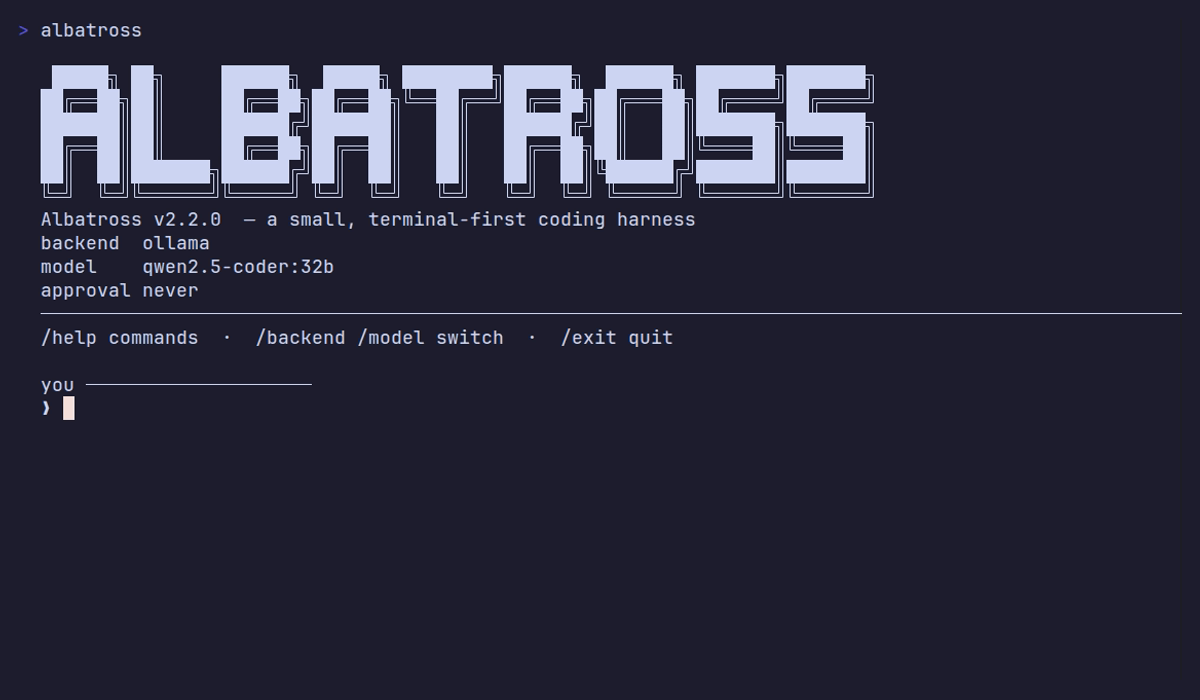 > albatross
ALBATROSS
Albatross v2.2.0  — a small, terminal-first coding harness
backend  ollama
model    qwen2.5-coder:32b
approval never
/help commands  ·  /backend /model switch  ·  /exit quit
you
❯